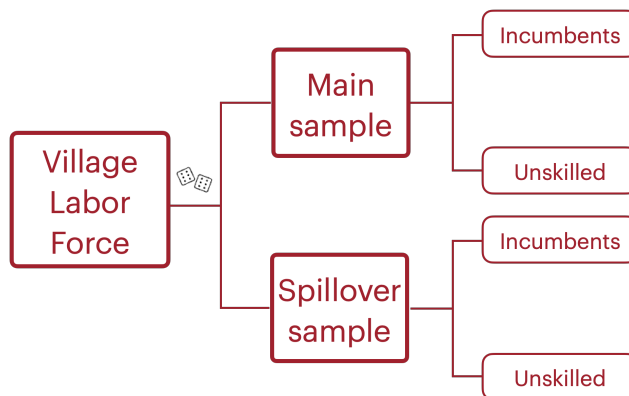 Village
Labor
Force
Main
sample
Incumbents
Unskilled
Spillover
sample
Incumbents
Unskilled